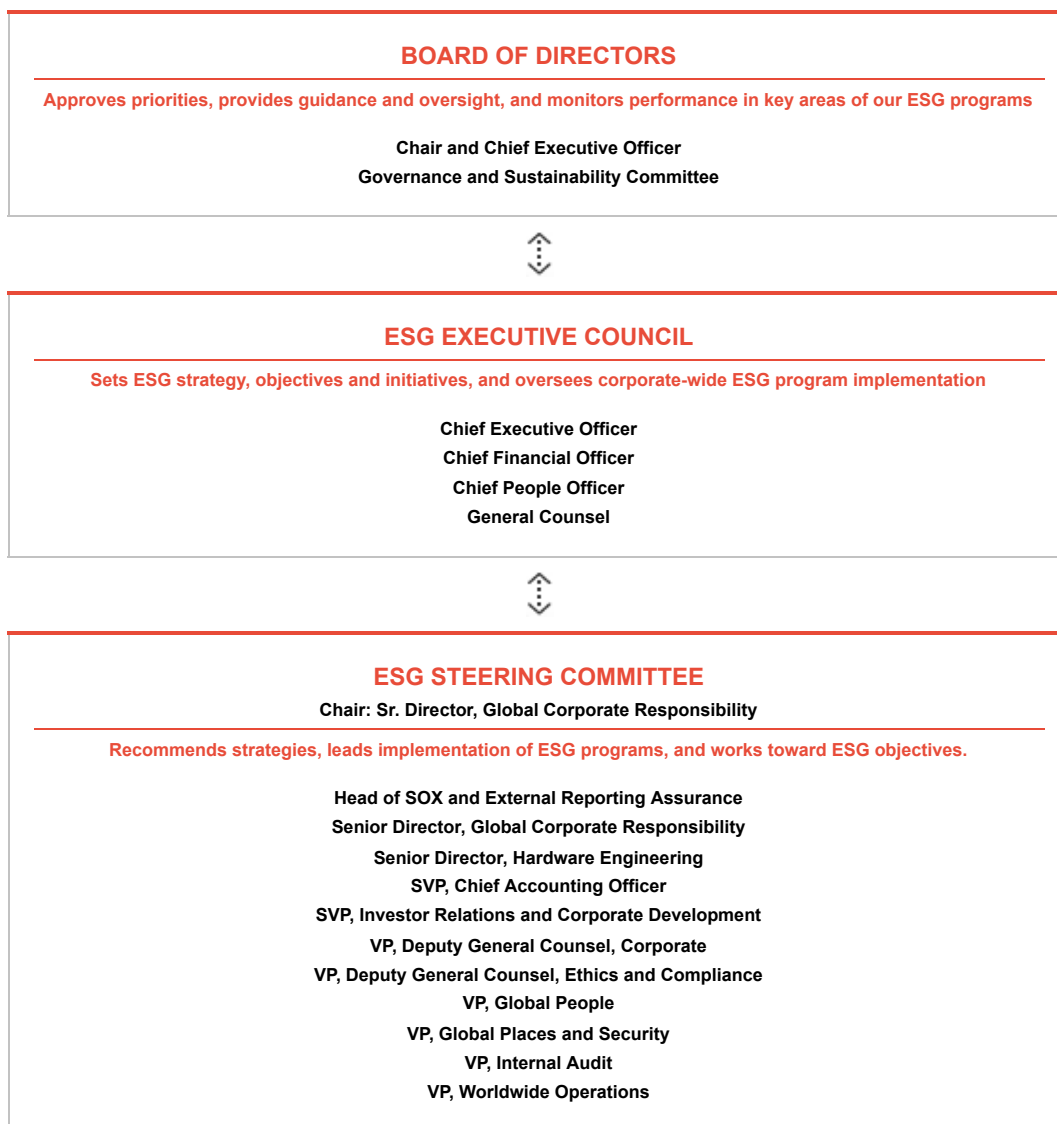 BOARD OF DIRECTORS
Approves priorities, provides guidance and oversight, and monitors performance in key areas of our ESG programs
Chair and Chief Executive Officer
Governance and Sustainability Committee
ESG EXECUTIVE COUNCIL
Sets ESG strategy, objectives and initiatives, and oversees corporate-wide ESG program implementation
Chief Executive Officer
Chief Financial Officer
Chief People Officer
General Counsel
ESG STEERING COMMITTEE
Chair: Sr. Director, Global Corporate Responsibility
Recommends strategies, leads implementation of ESG programs, and works toward ESG objectives.
Head of SOX and External Reporting Assurance
Senior Director, Global Corporate Responsibility
Senior Director, Hardware Engineering
SVP, Chief Accounting Officer
SVP, Investor Relations and Corporate Development
VP, Deputy General Counsel, Corporate
VP, Deputy General Counsel, Ethics and Compliance
VP, Global People
VP, Global Places and Security
VP, Internal Audit
VP, Worldwide Operations